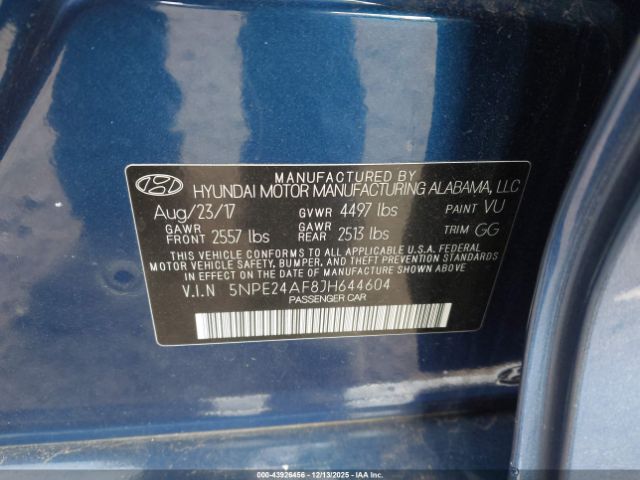 MANUFACTURED BY
HYUNDAI MOTOR MANUFACTURING ALABAMA, LLC
Aug/23/17 GVWR 4497 lbs PAINT VU
GAWR FRONT 2557 lbs GAWR REAR 2513 lbs TRIM GG
THIS VEHICLE CONFORMS TO ALL APPLICABLE U.S.A. FEDERAL
MOTOR VEHICLE SAFETY, BUMPER, AND THEFT PREVENTION STANDARDS
IN EFFECT ON THE DATE OF MANUFACTURE SHOWN ABOVE.
V.I.N 5NPE24AF8JH644604
PASSENGER CAR
000-43926456 - 12/13/2025 - IAAI.COM